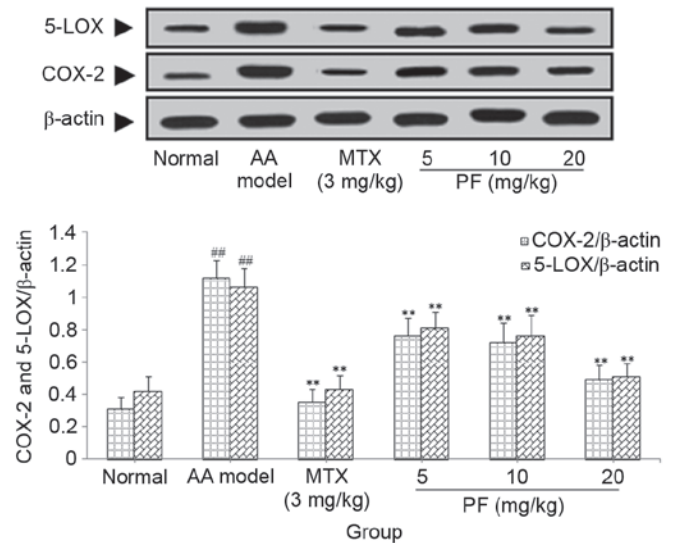 5-LOX
COX-2
β-actin
Normal AA model MTX (3 mg/kg) 5 10 20
PF (mg/kg)
COX-2 and 5-LOX/β-actin
1.4
1.2
1
0.8
0.6
0.4
0.2
0
COX-2/β-actin
5-LOX/β-actin
## ##
** **
** **
** **
** **
Normal AA model MTX (3 mg/kg) 5 10 20
PF (mg/kg)
Group